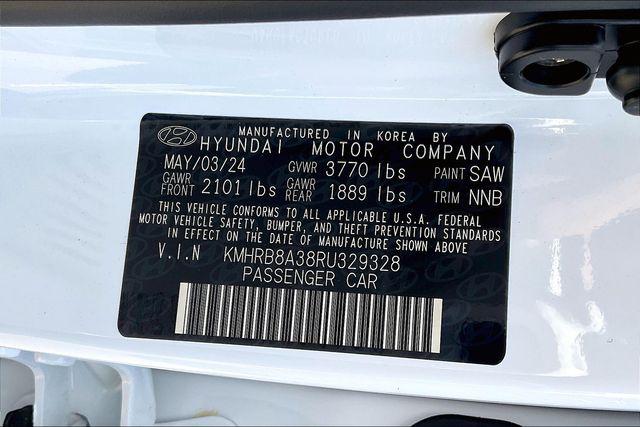 MANUFACTURED IN KOREA BY
HYUNDAI MOTOR COMPANY
MAY/03/24 GVWR 3770 lbs PAINT SAW
GAWR FRONT 2101 lbs GAWR REAR 1889 lbs TRIM NNB
THIS VEHICLE CONFORMS TO ALL APPLICABLE U.S.A. FEDERAL
MOTOR VEHICLE SAFETY, BUMPER, AND THEFT PREVENTION STANDARDS
IN EFFECT ON THE DATE OF MANUFACTURE SHOWN ABOVE
V.I.N KMHRB8A38RU329328
PASSENGER CAR